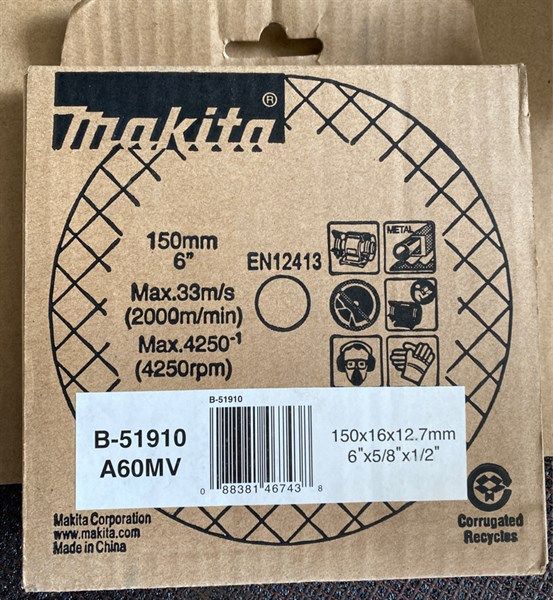 makita®
150mm
6"
EN12413
METAL
Max.33m/s
(2000m/min)
Max.4250-1
(4250rpm)
B-51910
B-51910
A60MV
150x16x12.7mm
6"x5/8"x1/2"
0 88381 46743 8
Makita Corporation
www.makita.com
Made in China
Corrugated
Recycles